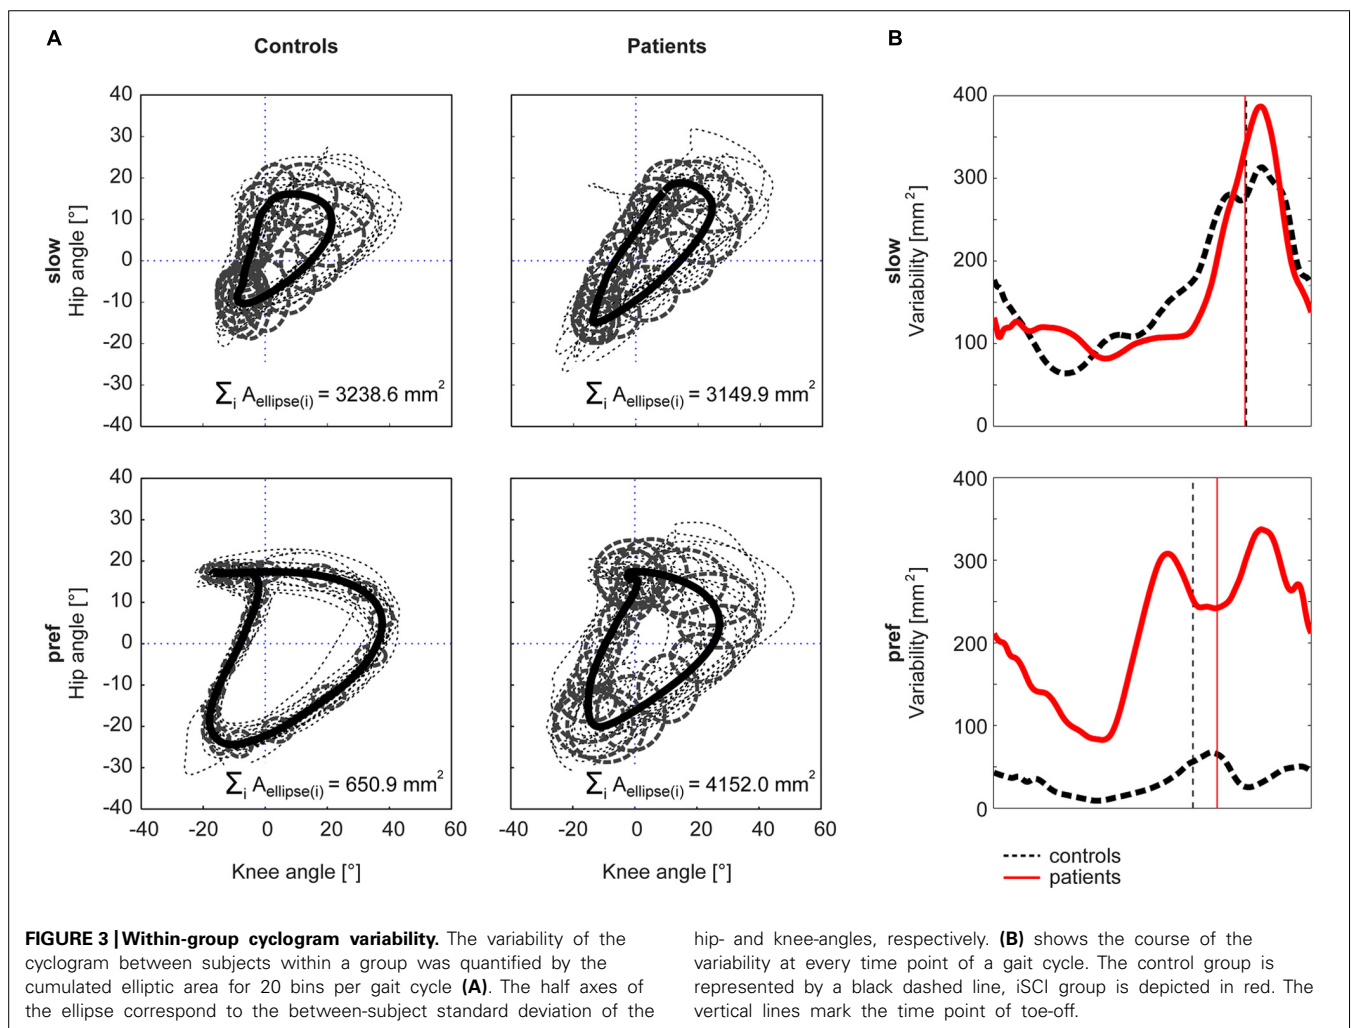 A
Controls
Patients
B
40
30
20
10
0
-10
-20
-30
-40
slow
Hip angle [°]
∑i Aellipse(i) = 3238.6 mm2
∑i Aellipse(i) = 3149.9 mm2
400
300
200
100
0
slow
Variability [mm2]
40
30
20
10
0
-10
-20
-30
-40
pref
Hip angle [°]
∑i Aellipse(i) = 650.9 mm2
∑i Aellipse(i) = 4152.0 mm2
-40 -20 0 20 40 60
-40 -20 0 20 40 60
Knee angle [°]
Knee angle [°]
400
300
200
100
0
pref
Variability [mm2]
controls
patients
FIGURE 3 | Within-group cyclogram variability. The variability of the
cyclogram between subjects within a group was quantified by the
cumulated elliptic area for 20 bins per gait cycle (A). The half axes of
the ellipse correspond to the between-subject standard deviation of the
hip- and knee-angles, respectively. (B) shows the course of the
variability at every time point of a gait cycle. The control group is
represented by a black dashed line, iSCI group is depicted in red. The
vertical lines mark the time point of toe-off.